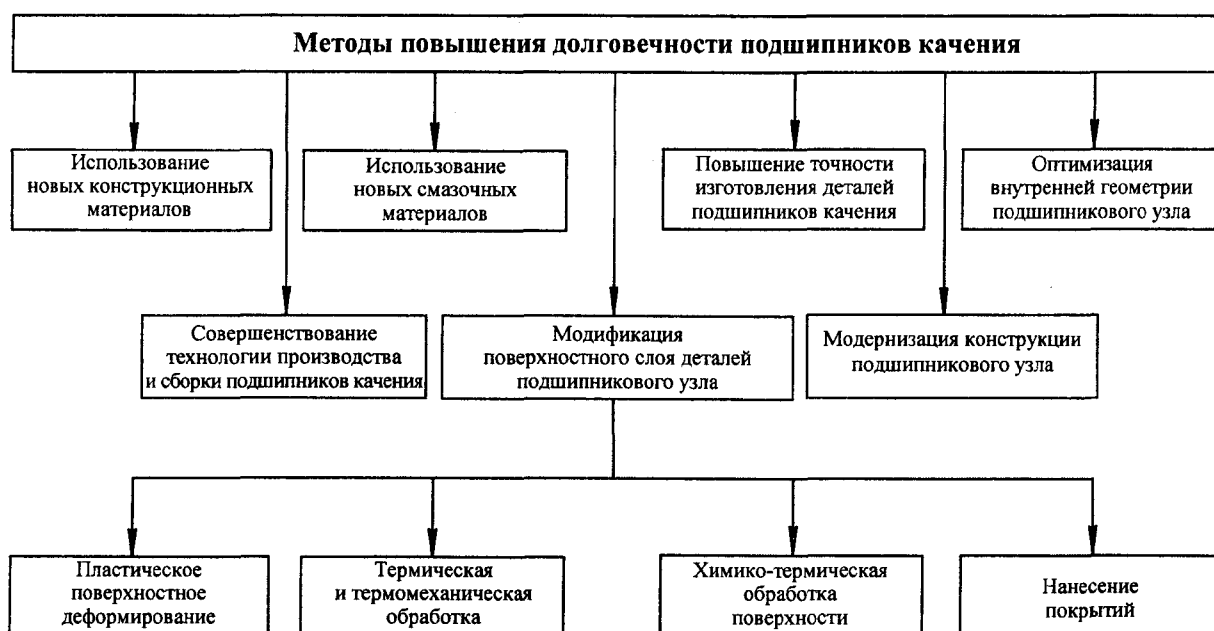 Методы повышения долговечности подшипников качения
Использование
новых конструкционных
материалов
Использование
новых смазочных
материалов
Повышение точности
изготовления деталей
подшипников качения
Оптимизация
внутренней геометрии
подшипникового узла
Совершенствование
технологии производства
и сборки подшипников качения
Модификация
поверхностного слоя деталей
подшипникового узла
Модернизация конструкции
подшипникового узла
Пластическое
поверхностное
деформирование
Термическая
и термомеханическая
обработка
Химико-термическая
обработка
поверхности
Нанесение
покрытий